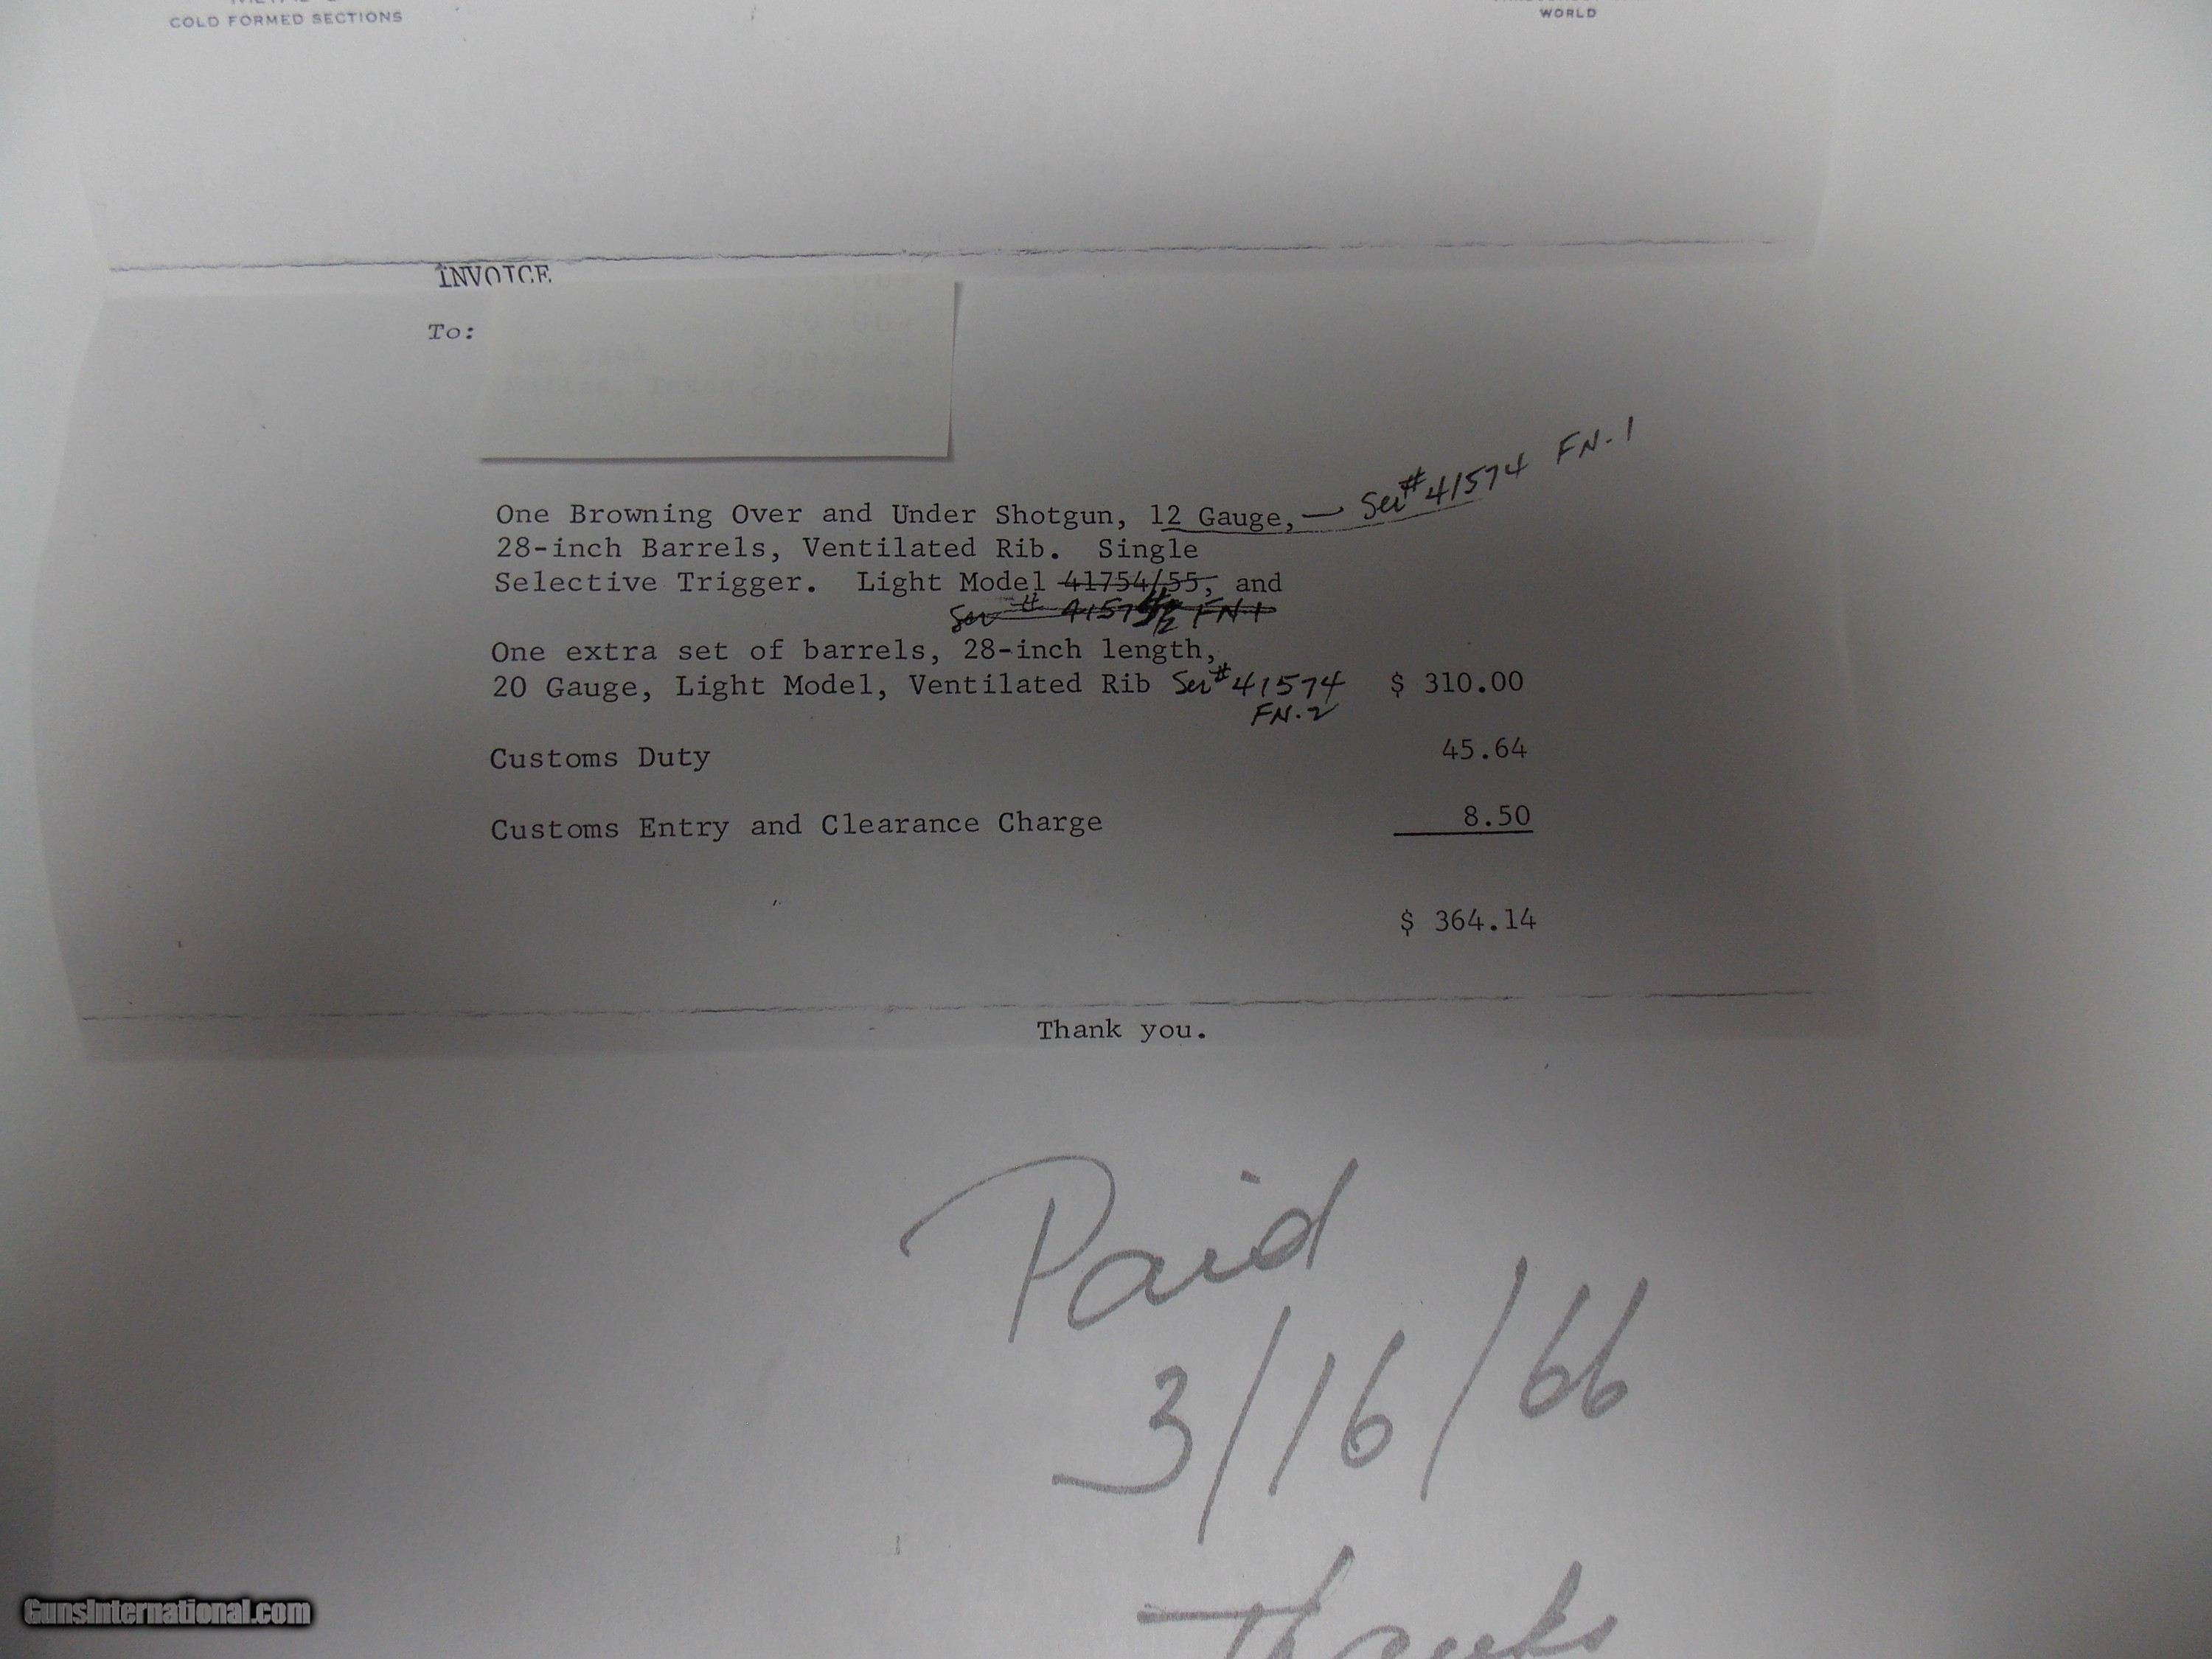 COLD FORMED SECTIONS
WORLD
INVOICE
To:
One Browning Over and Under Shotgun, 12 Gauge, — Ser# 41574 FN-1
28-inch Barrels, Ventilated Rib. Single
Selective Trigger. Light Model 41754/55, and
One extra set of barrels, 28-inch length,
20 Gauge, Light Model, Ventilated Rib Ser# 41574 $ 310.00
FN-2
Customs Duty 45.64
Customs Entry and Clearance Charge 8.50
$ 364.14
Thank you.
Paid
3/16/66
Thanks
GunsInternational.com